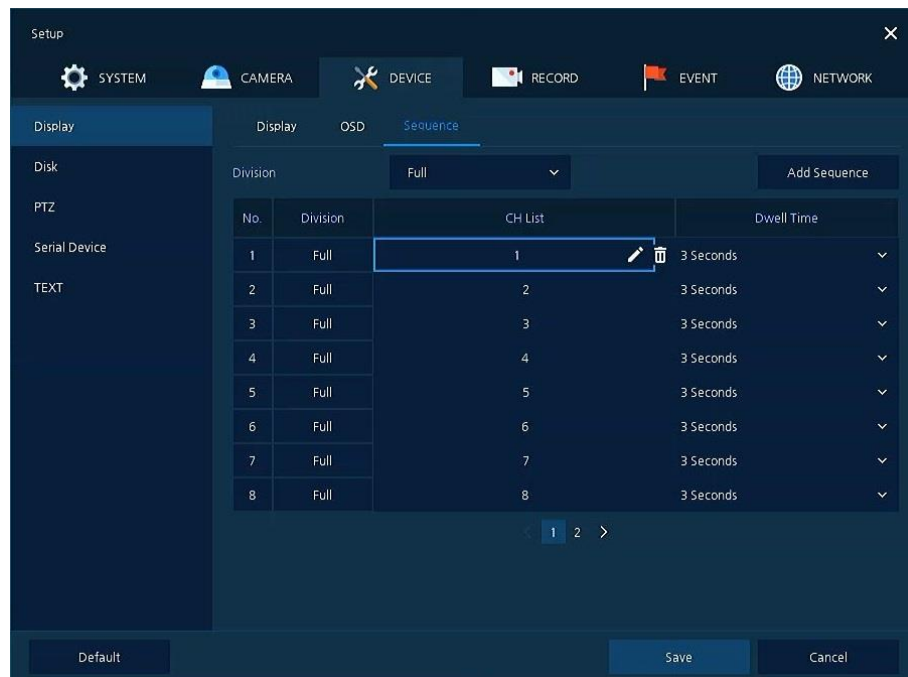 Setup
SYSTEM CAMERA DEVICE RECORD EVENT NETWORK
Display Display OSD Sequence
Disk Division Full Add Sequence
PTZ No. Division CH List Dwell Time
Serial Device 1 Full 1 3 Seconds
TEXT 2 Full 2 3 Seconds
3 Full 3 3 Seconds
4 Full 4 3 Seconds
5 Full 5 3 Seconds
6 Full 6 3 Seconds
7 Full 7 3 Seconds
8 Full 8 3 Seconds
1 2
Default Save Cancel